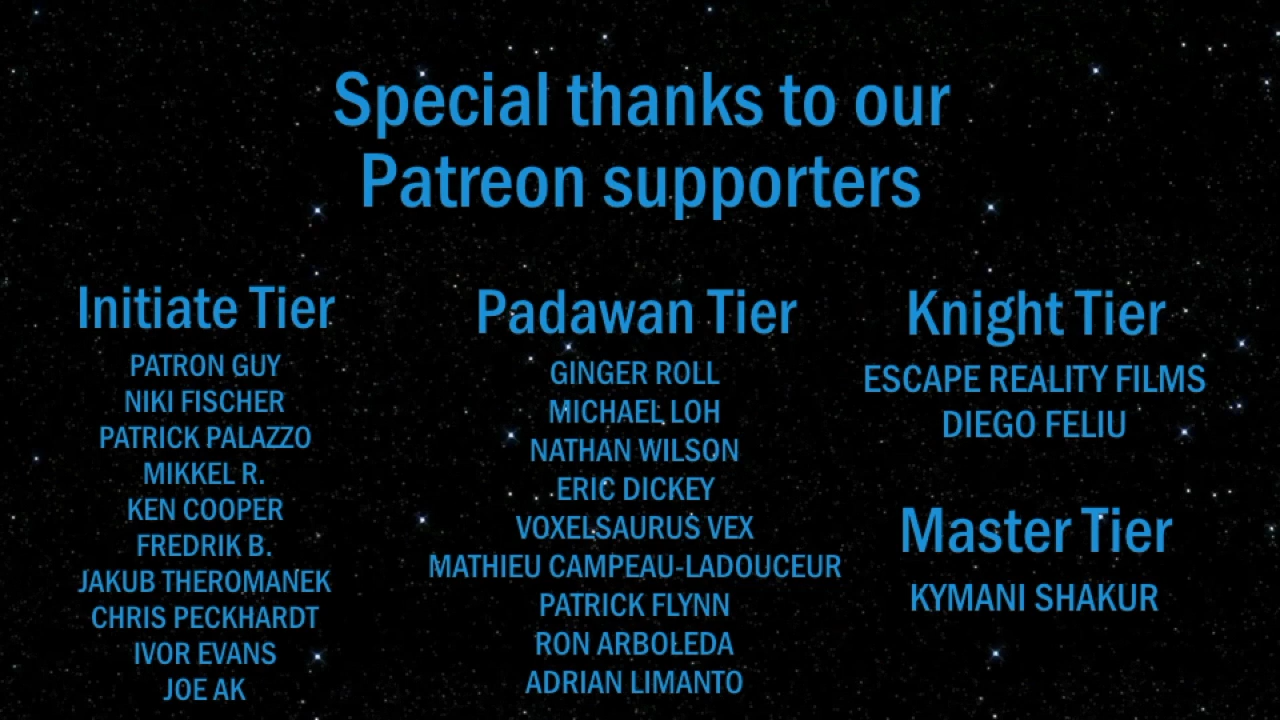 Special thanks to our
Patreon supporters
Initiate Tier
PATRON GUY
NIKI FISCHER
PATRICK PALAZZO
MIKKEL R.
KEN COOPER
FREDRIK B.
JAKUB THEROMANEK
CHRIS PECKHARDT
IVOR EVANS
JOE AK
Padawan Tier
GINGER ROLL
MICHAEL LOH
NATHAN WILSON
ERIC DICKEY
VOXELSAURUS VEX
MATHIEU CAMPEAU-LADOUCEUR
PATRICK FLYNN
RON ARBOLEDA
ADRIAN LIMANTO
Knight Tier
ESCAPE REALITY FILMS
DIEGO FELIU
Master Tier
KYMANI SHAKUR